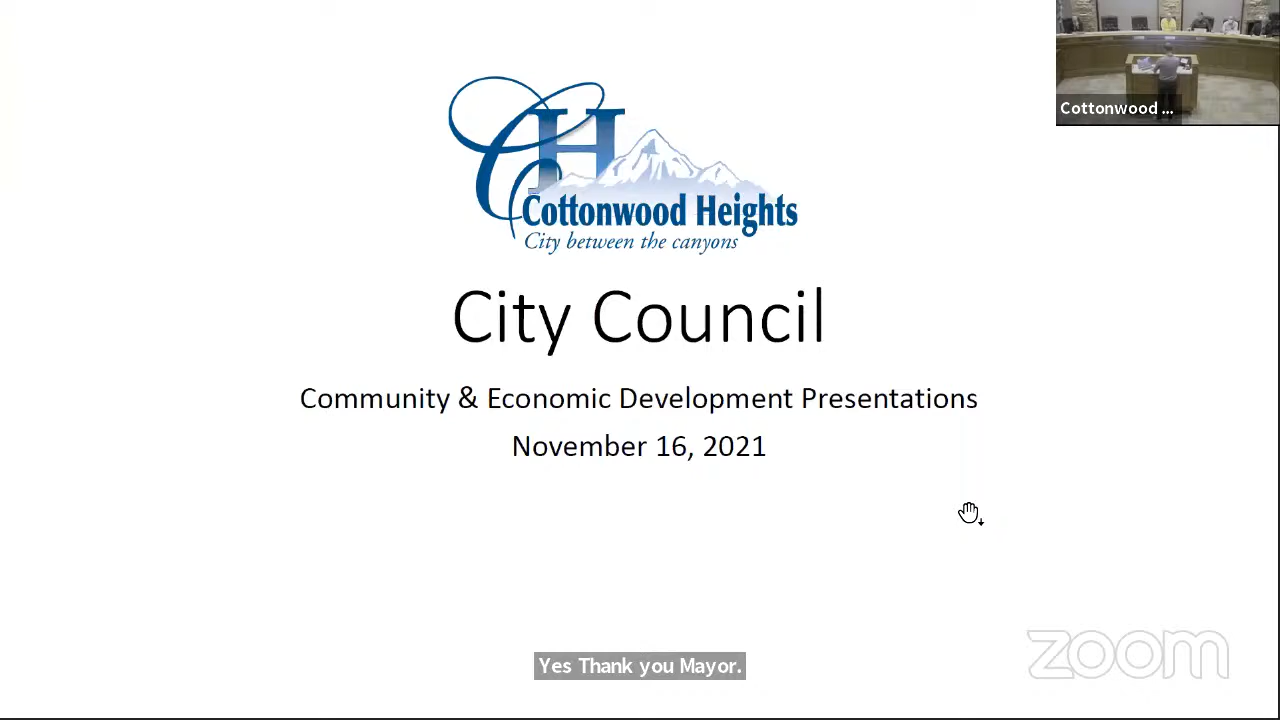 Cottonwood ...
CH
Cottonwood Heights
City between the canyons
City Council
Community & Economic Development Presentations
November 16, 2021
Yes Thank you Mayor.
zoom